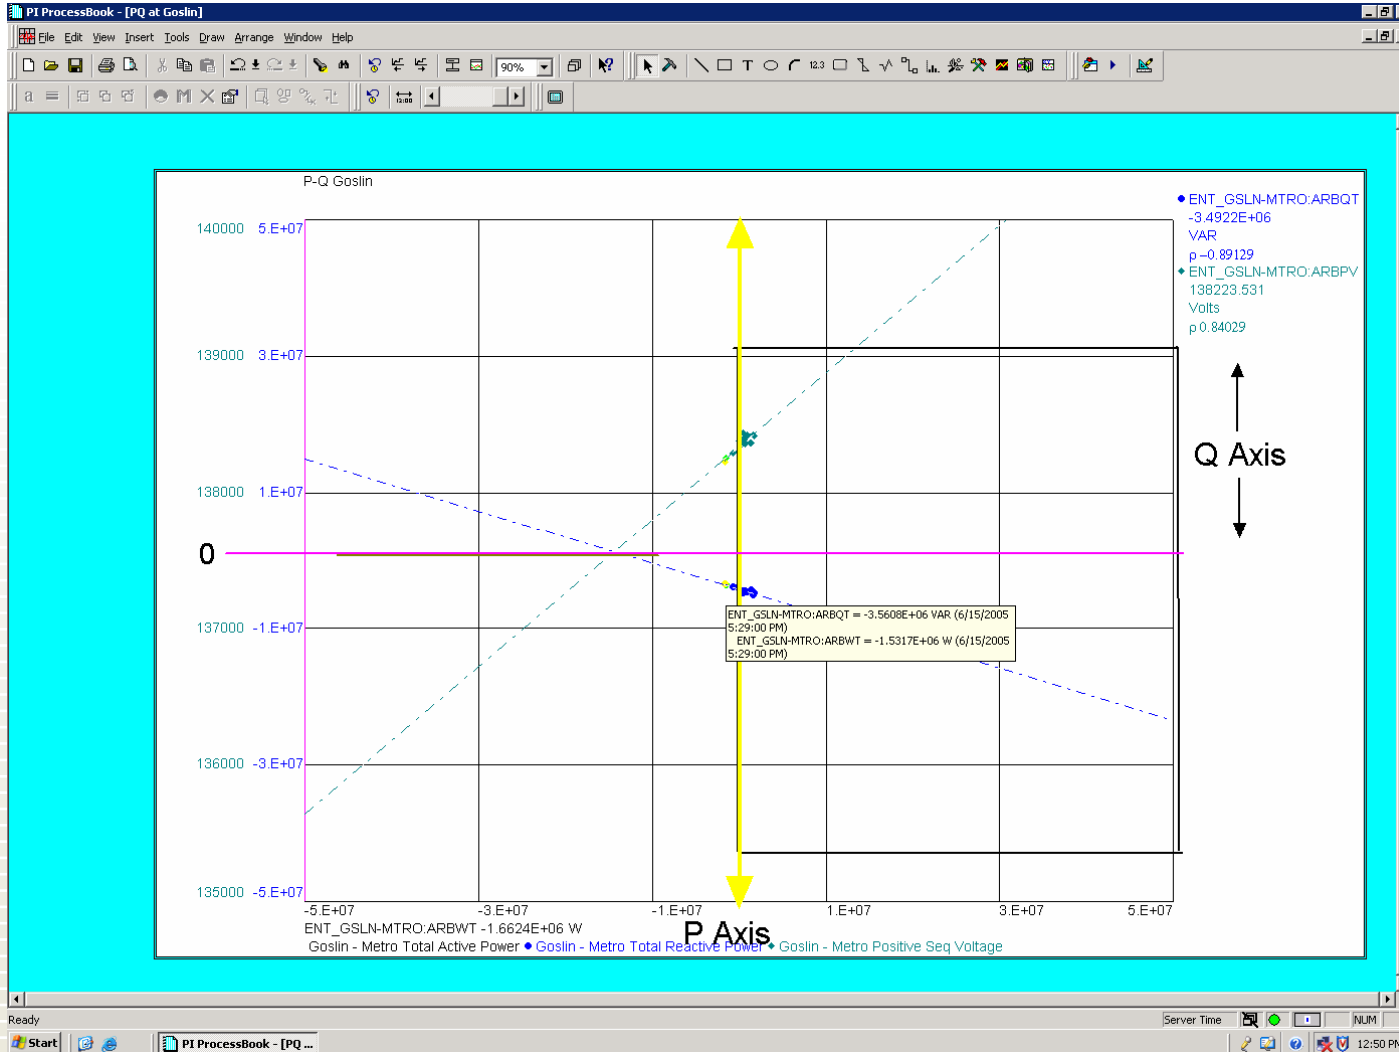 PI ProcessBook - [PQ at Goslin]
File Edit View Insert Tools Draw Arrange Window Help
90%
T 12.3
a M 12:00
P-Q Goslin
ENT_GSLN-MTRO:ARBQT
-3.4922E+06
VAR
ρ -0.89129
ENT_GSLN-MTRO:ARBPV
138223.531
Volts
ρ 0.84029
140000 5.E+07
139000 3.E+07
Q Axis
138000 1.E+07
0
ENT_GSLN-MTRO:ARBQT = -3.5608E+06 VAR (6/15/2005
5:29:00 PM)
ENT_GSLN-MTRO:ARBWT = -1.5317E+06 W (6/15/2005
5:29:00 PM)
137000 -1.E+07
136000 -3.E+07
135000 -5.E+07
-5.E+07 -3.E+07 -1.E+07 1.E+07 3.E+07 5.E+07
ENT_GSLN-MTRO:ARBWT -1.6624E+06 W
P Axis
Goslin - Metro Total Active Power Goslin - Metro Total Reactive Power Goslin - Metro Positive Seq Voltage
Ready
Server Time NUM
Start PI ProcessBook - [PQ ... 12:50 PM